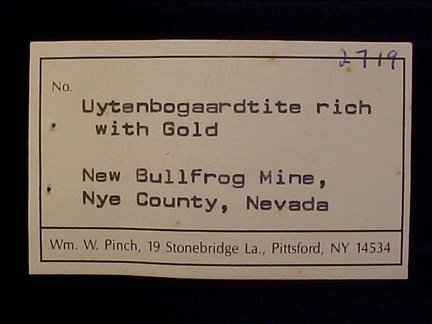 2719
No.
Uytenbogaardtite rich
with Gold
New Bullfrog Mine,
Nye County, Nevada
Wm. W. Pinch, 19 Stonebridge La., Pittsford, NY 14534